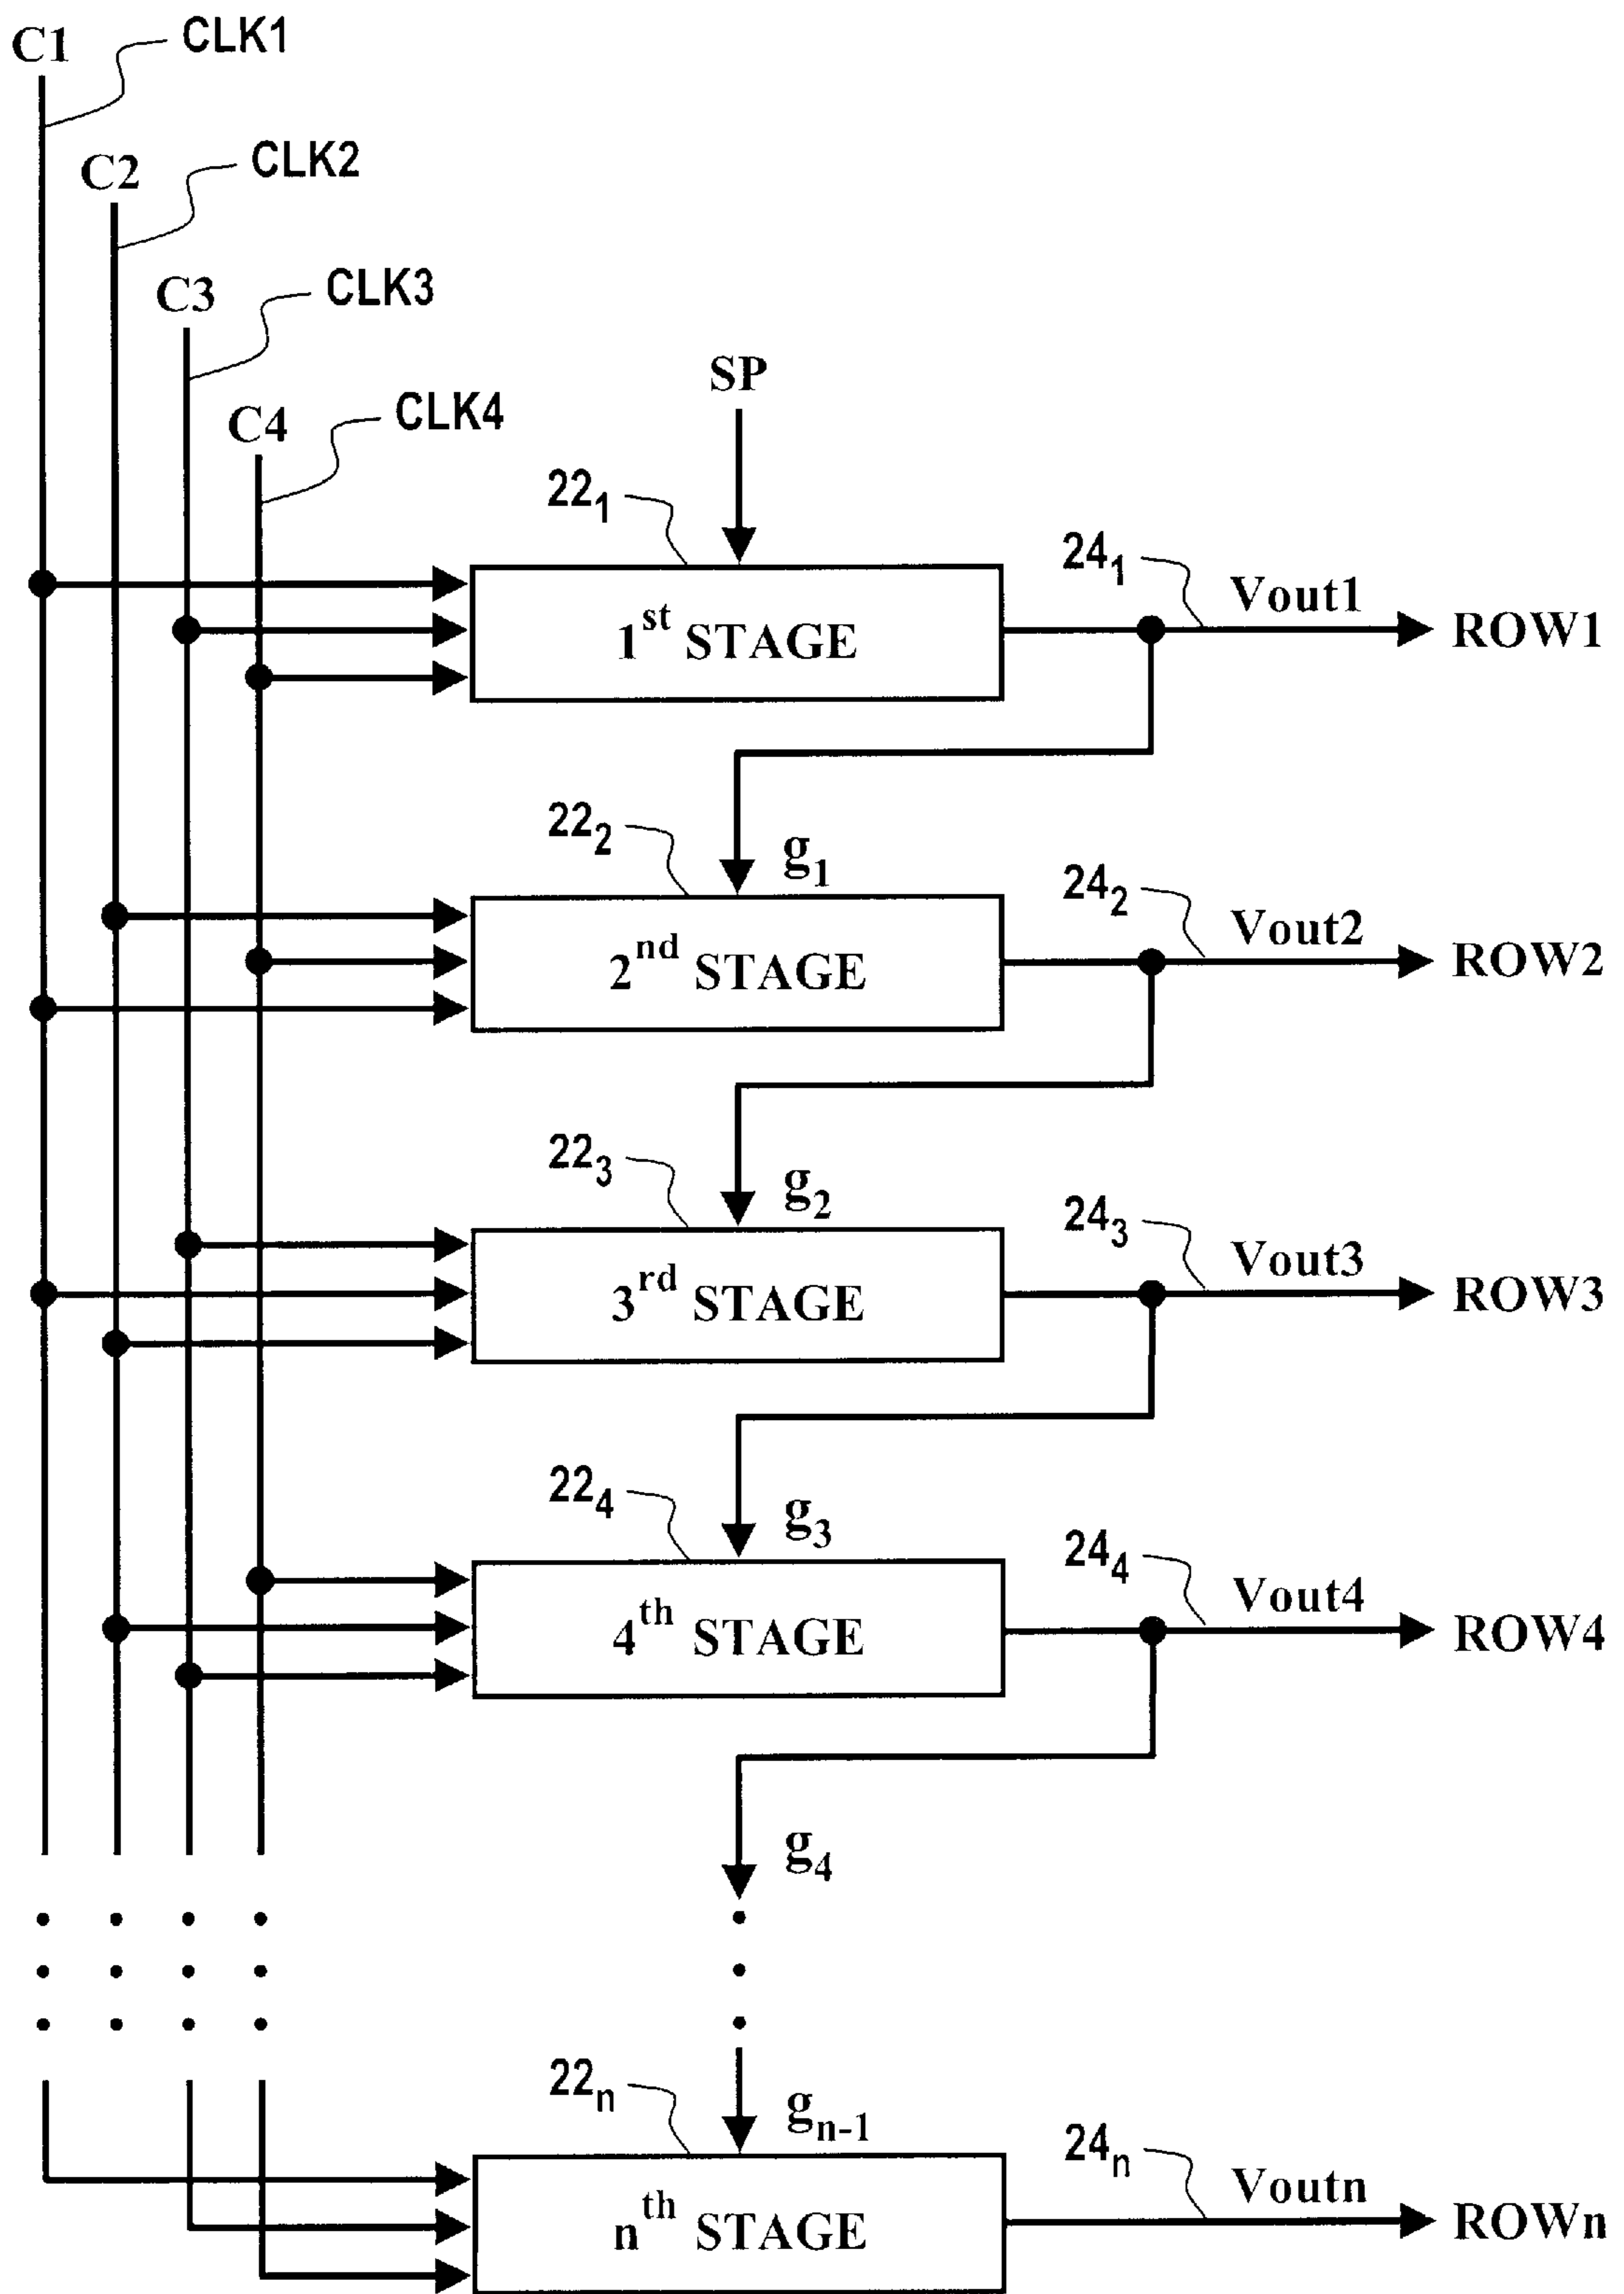 C1
CLK1
C2
CLK2
C3
CLK3
C4
CLK4
SP
22₁
1ˢᵗ STAGE
24₁
Vout1
ROW1
g₁
22₂
2ⁿᵈ STAGE
24₂
Vout2
ROW2
g₂
22₃
3ʳᵈ STAGE
24₃
Vout3
ROW3
g₃
22₄
4ᵗʰ STAGE
24₄
Vout4
ROW4
g₄
22ₙ
gₙ₋₁
nᵗʰ STAGE
24ₙ
Voutn
ROWn